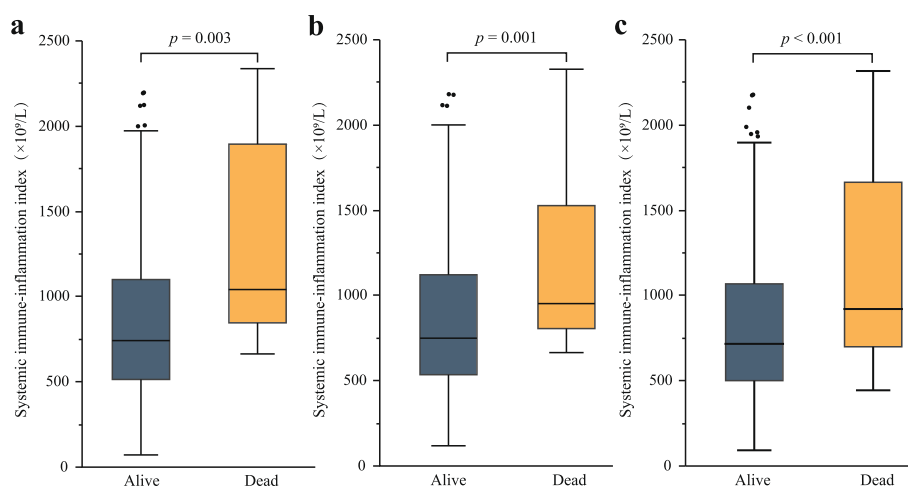 a
p = 0.003
2500
2000
1500
1000
500
0
Systemic immune-inflammation index (×10⁹/L)
Alive
Dead
b
p = 0.001
2500
2000
1500
1000
500
0
Systemic immune-inflammation index (×10⁹/L)
Alive
Dead
c
p < 0.001
2500
2000
1500
1000
500
0
Systemic immune-inflammation index (×10⁹/L)
Alive
Dead